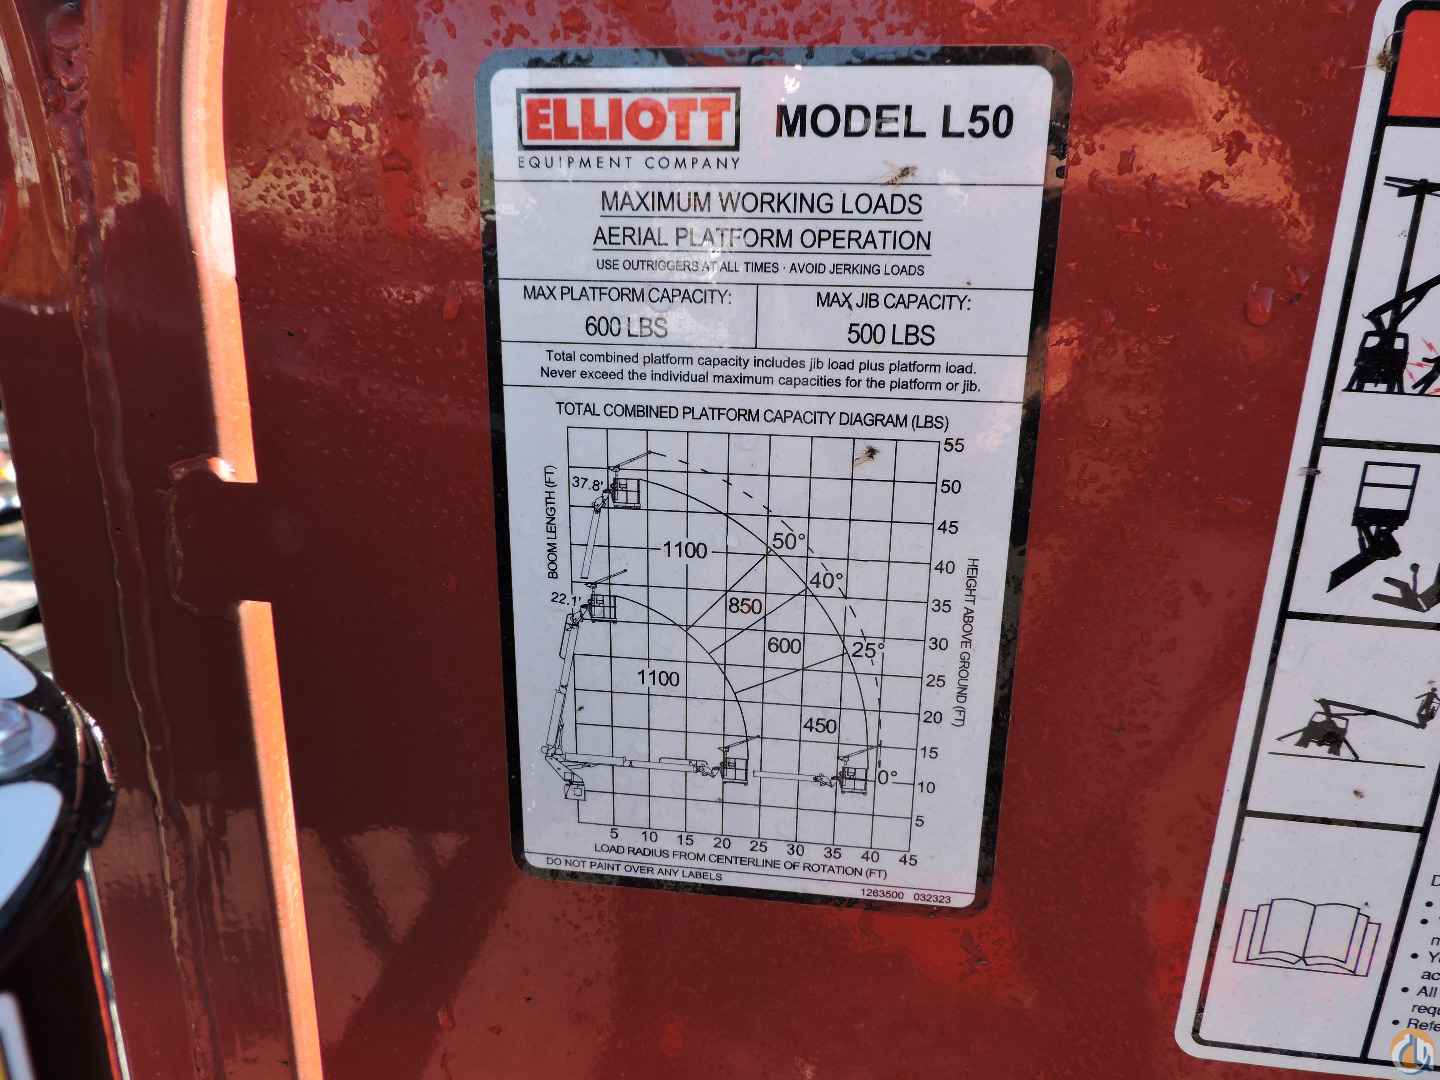 ELLIOTT
EQUIPMENT COMPANY
MODEL L50
MAXIMUM WORKING LOADS
AERIAL PLATFORM OPERATION
USE OUTRIGGERS AT ALL TIMES · AVOID JERKING LOADS
MAX PLATFORM CAPACITY:
600 LBS
MAX JIB CAPACITY:
500 LBS
Total combined platform capacity includes jib load plus platform load.
Never exceed the individual maximum capacities for the platform or jib.
TOTAL COMBINED PLATFORM CAPACITY DIAGRAM (LBS)
BOOM LENGTH (FT)
37.8'
22.1'
1100
850
600
1100
450
50°
40°
25°
0°
55
50
45
40
35
30
25
20
15
10
5
HEIGHT ABOVE GROUND (FT)
5 10 15 20 25 30 35 40 45
LOAD RADIUS FROM CENTERLINE OF ROTATION (FT)
DO NOT PAINT OVER ANY LABELS
1263500 032323
• All
• Refe